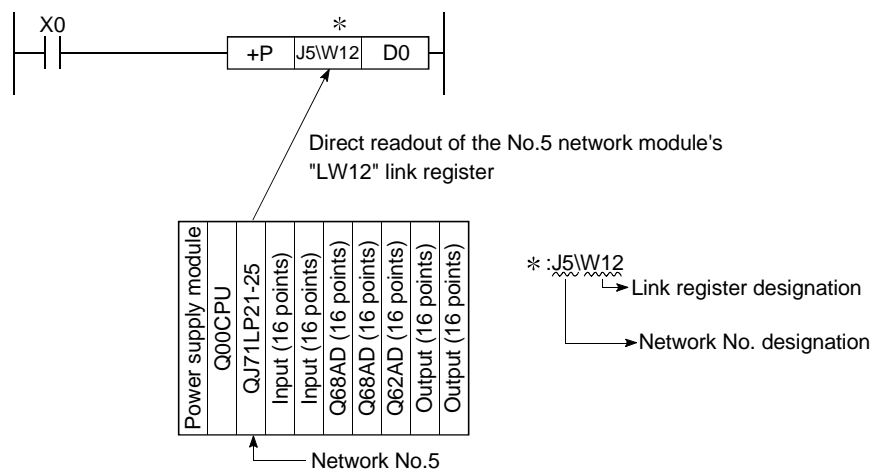 X0
*
+P J5\W12 D0
Direct readout of the No.5 network module's
"LW12" link register
Power supply module
Q00CPU
QJ71LP21-25
Input (16 points)
Input (16 points)
Q68AD (16 points)
Q68AD (16 points)
Q62AD (16 points)
Output (16 points)
Output (16 points)
* :J5\W12
Link register designation
Network No. designation
Network No.5